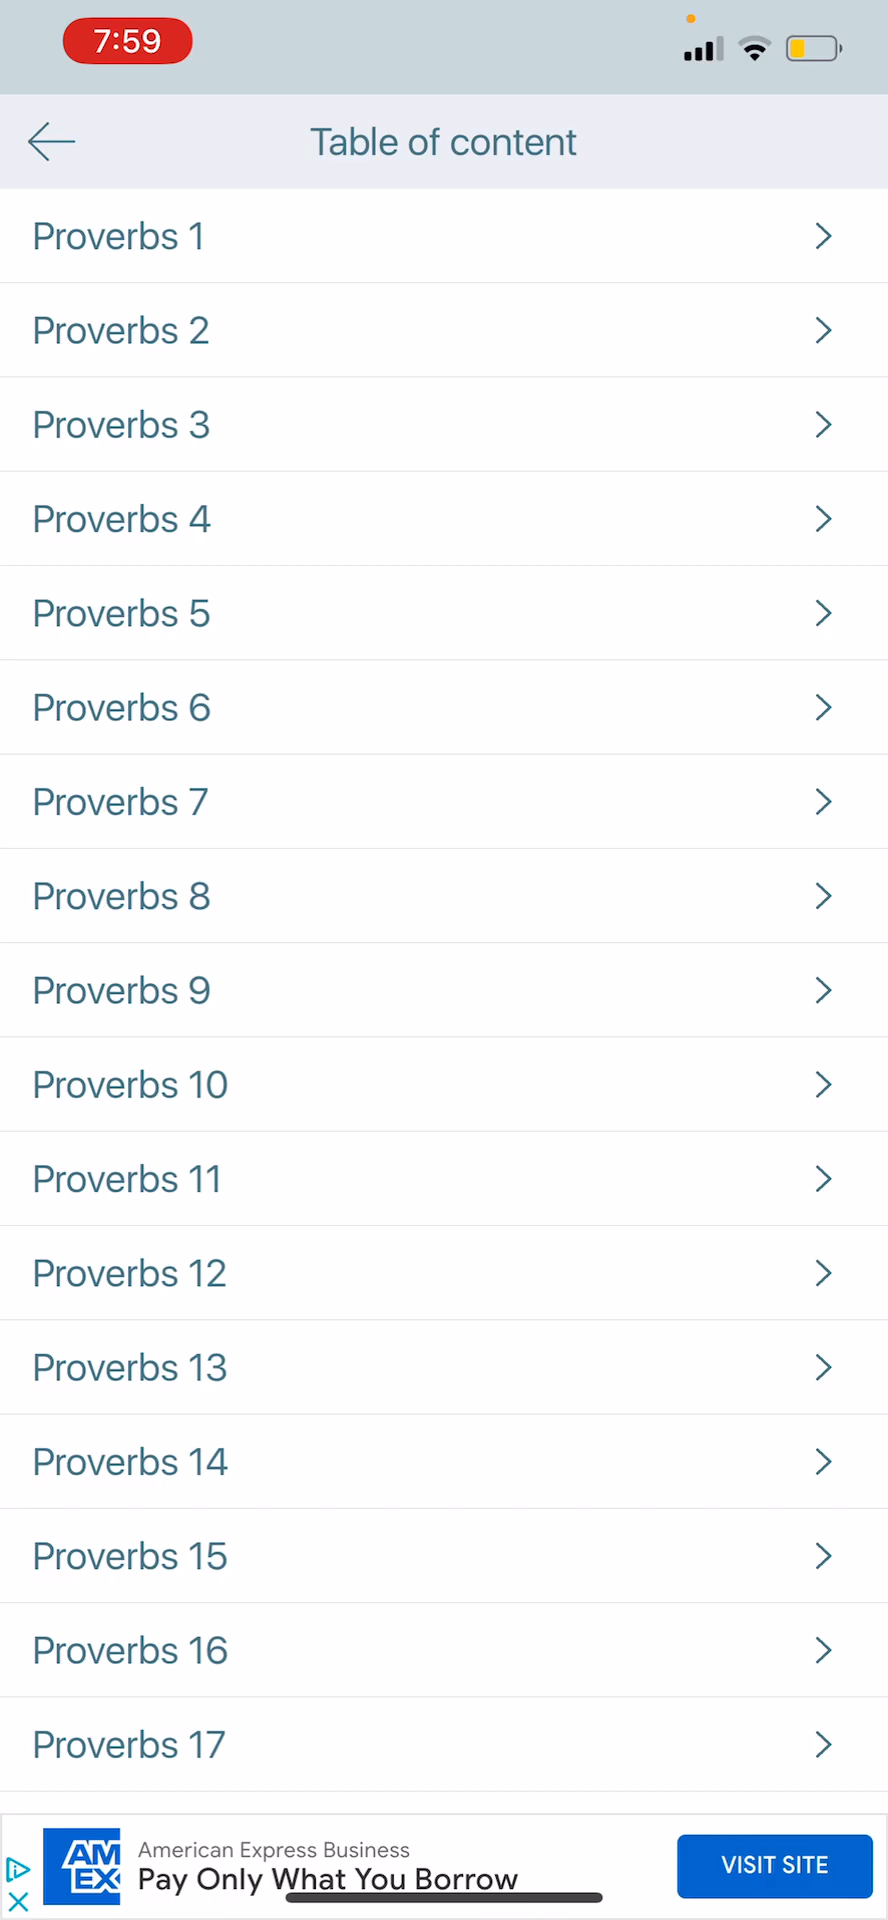 7:59
Table of content
Proverbs 1
Proverbs 2
Proverbs 3
Proverbs 4
Proverbs 5
Proverbs 6
Proverbs 7
Proverbs 8
Proverbs 9
Proverbs 10
Proverbs 11
Proverbs 12
Proverbs 13
Proverbs 14
Proverbs 15
Proverbs 16
Proverbs 17
AM
EX
American Express Business
Pay Only What You Borrow
VISIT SITE